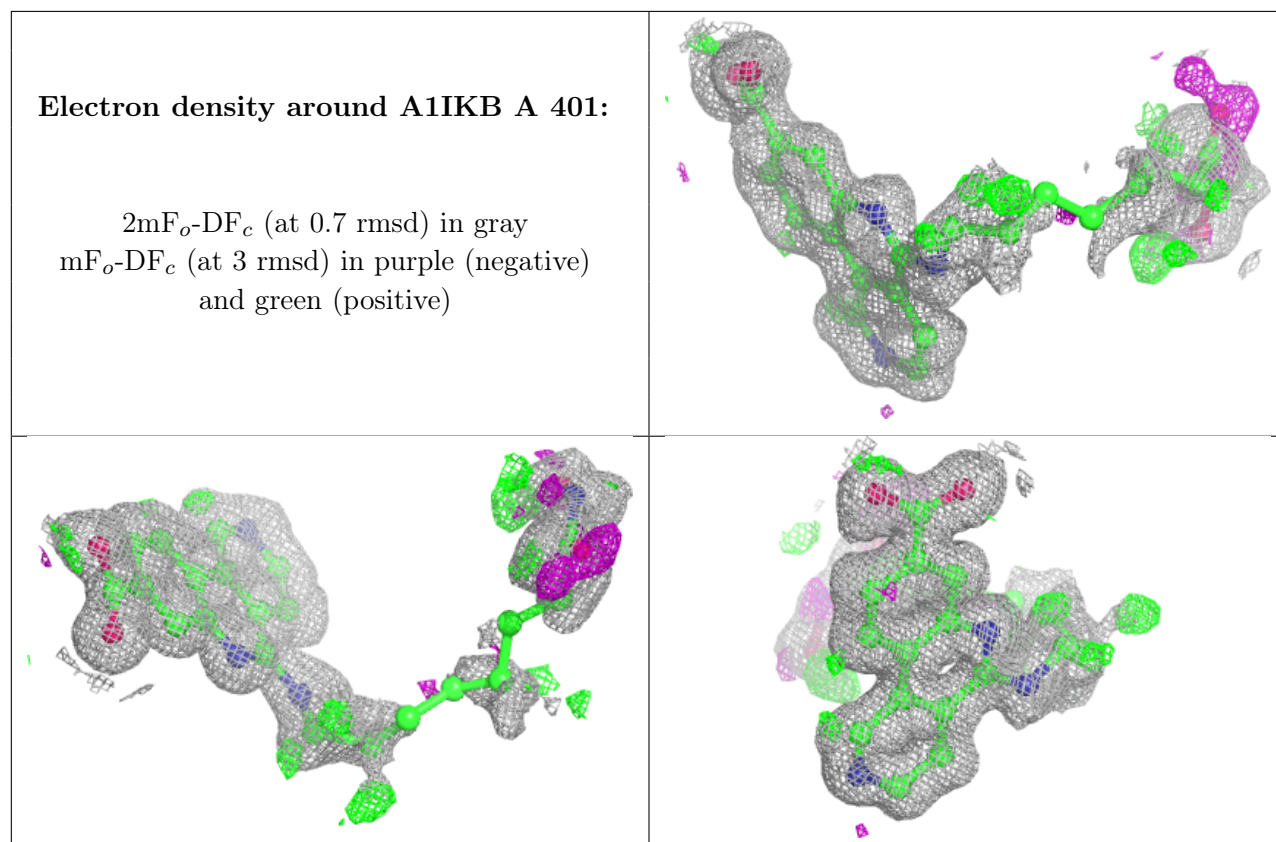 Electron density around A1IKB A 401:
2mFo-DFc (at 0.7 rmsd) in gray
mFo-DFc (at 3 rmsd) in purple (negative)
and green (positive)